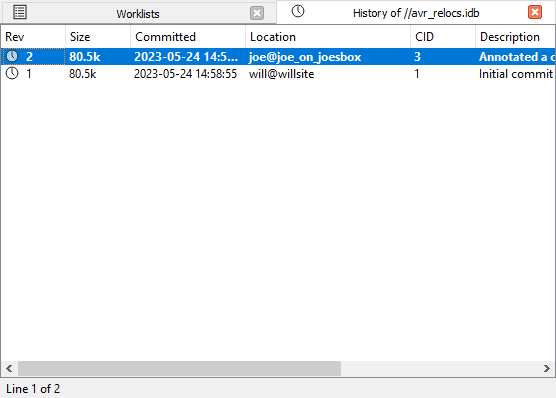 Worklists
History of //avr_relocs.idb
Rev Size Committed Location CID Description
2 80.5k 2023-05-24 14:5... joe@joe_on_joesbox 3 Annotated a c
1 80.5k 2023-05-24 14:58:55 will@willsite 1 Initial commit
Line 1 of 2